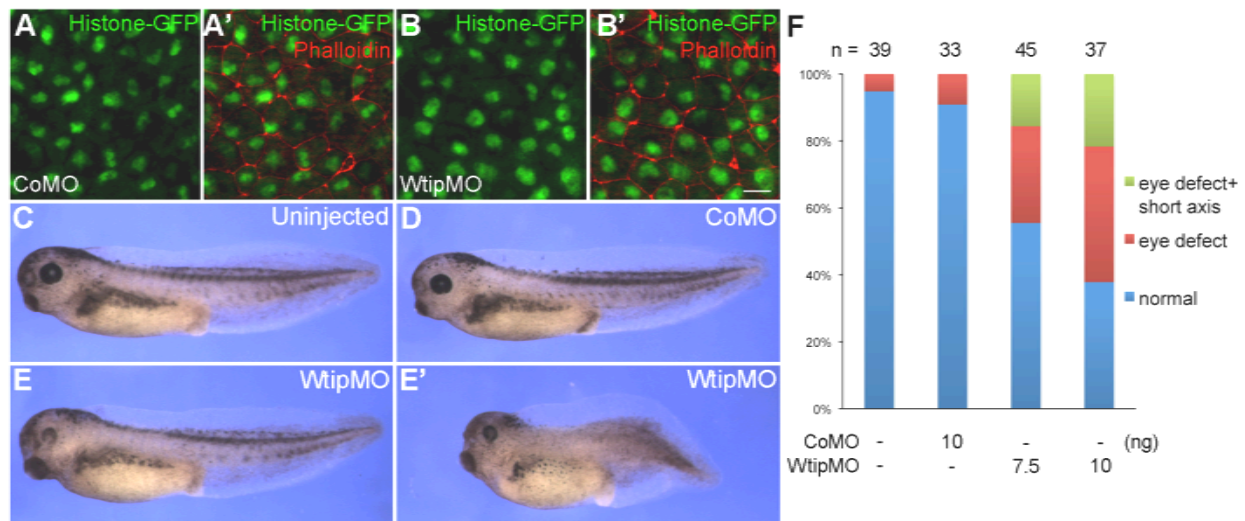 A Histone-GFP
CoMO
A' Histone-GFP
Phalloidin
B Histone-GFP
WtipMO
B' Histone-GFP
Phalloidin
C Uninjected
D CoMO
E WtipMO
E' WtipMO
F
n = 39 33 45 37
100%
80%
60%
40%
20%
0%
eye defect+
short axis
eye defect
normal
CoMO - 10 - - (ng)
WtipMO - - 7.5 10